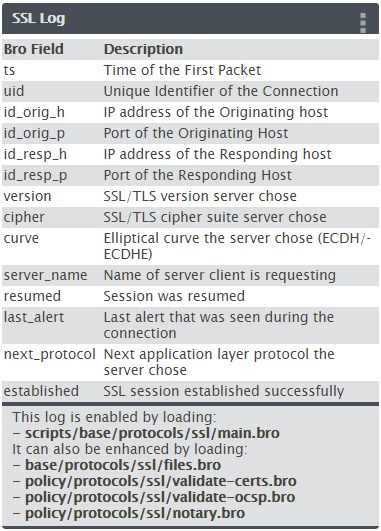 SSL Log
Bro Field Description
ts Time of the First Packet
uid Unique Identifier of the Connection
id_orig_h IP address of the Originating host
id_orig_p Port of the Originating Host
id_resp_h IP address of the Responding host
id_resp_p Port of the Responding Host
version SSL/TLS version server chose
cipher SSL/TLS cipher suite server chose
curve Elliptical curve the server chose (ECDH/-
ECDHE)
server_name Name of server client is requesting
resumed Session was resumed
last_alert Last alert that was seen during the
connection
next_protocol Next application layer protocol the
server chose
established SSL session established successfully
This log is enabled by loading:
– scripts/base/protocols/ssl/main.bro
It can also be enhanced by loading:
– base/protocols/ssl/files.bro
– policy/protocols/ssl/validate-certs.bro
– policy/protocols/ssl/validate-ocsp.bro
– policy/protocols/ssl/notary.bro